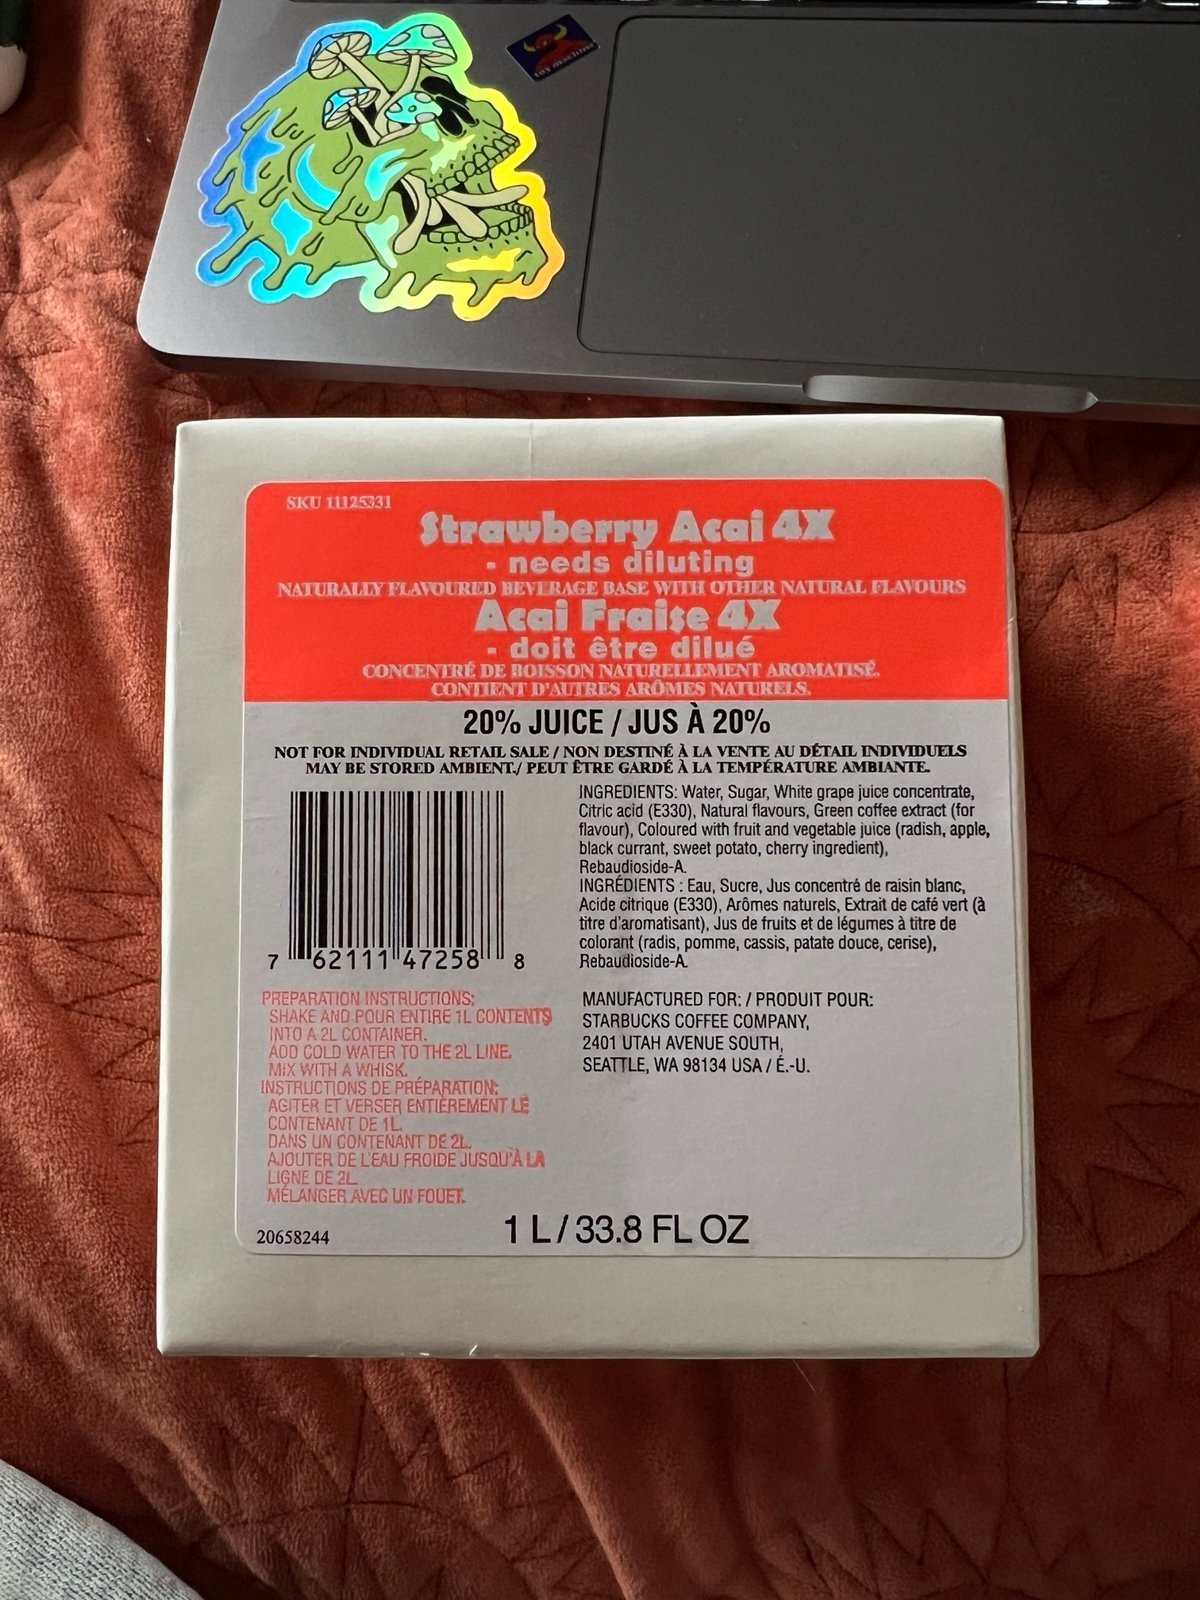 toy machine
SKU 11125331
Strawberry Acai 4X
- needs diluting
NATURALLY FLAVOURED BEVERAGE BASE WITH OTHER NATURAL FLAVOURS
Acai Fraise 4X
- doit être dilué
CONCENTRÉ DE BOISSON NATURELLEMENT AROMATISÉ.
CONTIENT D'AUTRES ARÔMES NATURELS.
20% JUICE / JUS À 20%
NOT FOR INDIVIDUAL RETAIL SALE / NON DESTINÉ À LA VENTE AU DÉTAIL INDIVIDUELS
MAY BE STORED AMBIENT./ PEUT ÊTRE GARDÉ À LA TEMPÉRATURE AMBIANTE.
7 62111 47258 8
INGREDIENTS: Water, Sugar, White grape juice concentrate,
Citric acid (E330), Natural flavours, Green coffee extract (for
flavour), Coloured with fruit and vegetable juice (radish, apple,
black currant, sweet potato, cherry ingredient),
Rebaudioside-A.
INGRÉDIENTS : Eau, Sucre, Jus concentré de raisin blanc,
Acide citrique (E330), Arômes naturels, Extrait de café vert (à
titre d'aromatisant), Jus de fruits et de légumes à titre de
colorant (radis, pomme, cassis, patate douce, cerise),
Rebaudioside-A.
PREPARATION INSTRUCTIONS:
SHAKE AND POUR ENTIRE 1L CONTENTS
INTO A 2L CONTAINER.
ADD COLD WATER TO THE 2L LINE.
MIX WITH A WHISK.
INSTRUCTIONS DE PRÉPARATION:
AGITER ET VERSER ENTIÈREMENT LE
CONTENANT DE 1L.
DANS UN CONTENANT DE 2L.
AJOUTER DE L'EAU FROIDE JUSQU'À LA
LIGNE DE 2L.
MÉLANGER AVEC UN FOUET.
MANUFACTURED FOR: / PRODUIT POUR:
STARBUCKS COFFEE COMPANY,
2401 UTAH AVENUE SOUTH,
SEATTLE, WA 98134 USA / É.-U.
20658244
1 L / 33.8 FL OZ